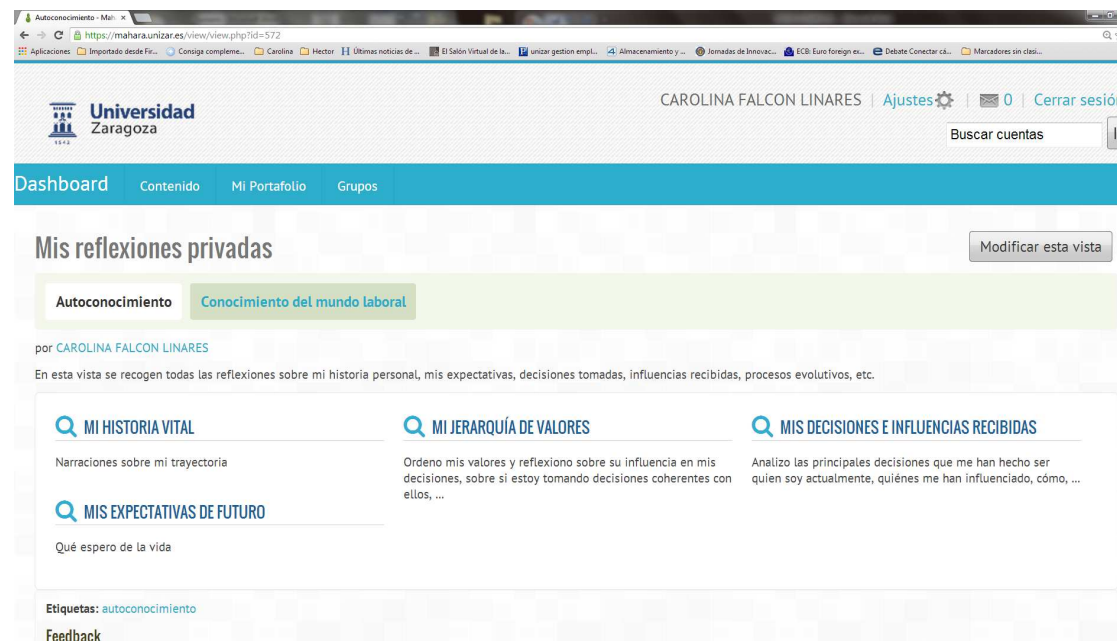 Autoconocimiento - Mah
https://mahara.unizar.es/view/view.php?id=572
Aplicaciones Importado desde Fir... Consiga compleme... Carolina Hector Últimas noticias de ... El Salón Virtual de la... unizar gestion empl... Almacenamiento y ... Jornadas de Innovac... ECB: Euro foreign ex... Debate Conectar cá... Marcadores sin clasi...
CAROLINA FALCON LINARES | Ajustes | 0 | Cerrar sesión
Universidad
Zaragoza
1542
Buscar cuentas
Dashboard Contenido Mi Portafolio Grupos
Mis reflexiones privadas
Modificar esta vista
Autoconocimiento Conocimiento del mundo laboral
por CAROLINA FALCON LINARES
En esta vista se recogen todas las reflexiones sobre mi historia personal, mis expectativas, decisiones tomadas, influencias recibidas, procesos evolutivos, etc.
MI HISTORIA VITAL
Narraciones sobre mi trayectoria
MIS EXPECTATIVAS DE FUTURO
Qué espero de la vida
MI JERARQUÍA DE VALORES
Ordeno mis valores y reflexiono sobre su influencia en mis
decisiones, sobre si estoy tomando decisiones coherentes con
ellos, ...
MIS DECISIONES E INFLUENCIAS RECIBIDAS
Analizo las principales decisiones que me han hecho ser
quien soy actualmente, quiénes me han influenciado, cómo, ...
Etiquetas: autoconocimiento
Feedback